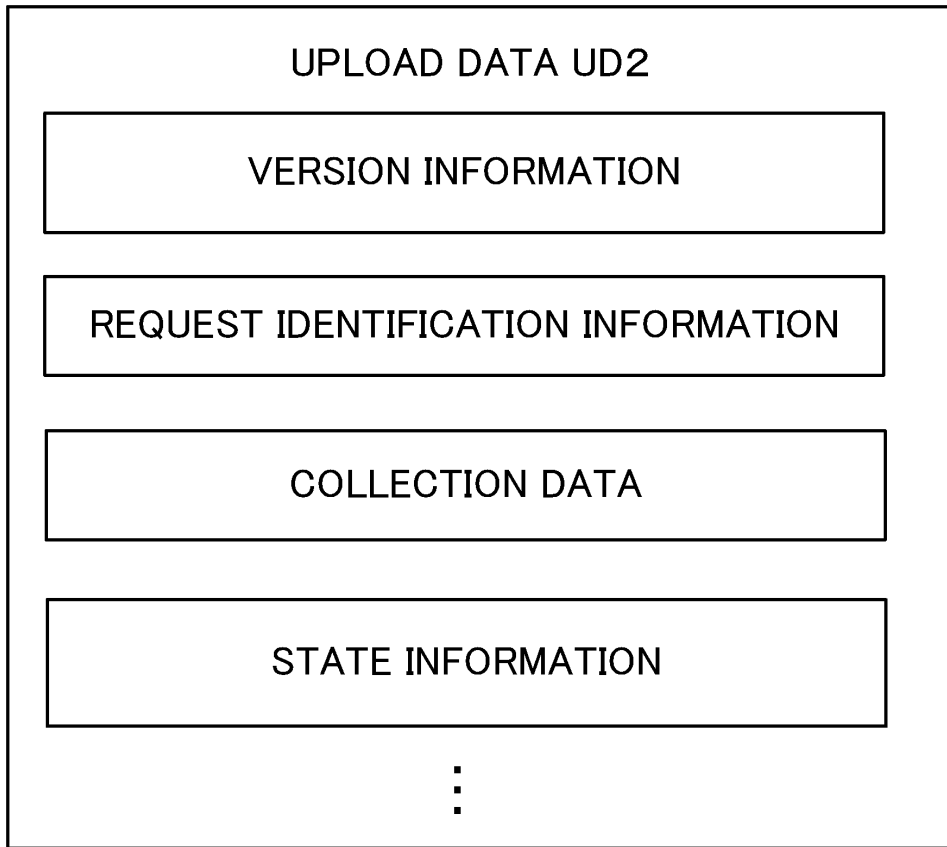 UPLOAD DATA UD2
VERSION INFORMATION
REQUEST IDENTIFICATION INFORMATION
COLLECTION DATA
STATE INFORMATION
⋮